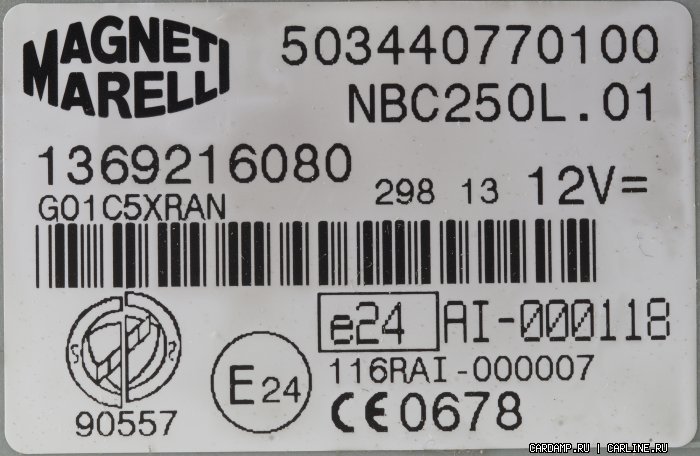 MAGNETI
MARELLI
503440770100
NBC250L.01
1369216080
298 13 12V=
G01C5XRAN
e24 AI-000118
116RAI-000007
E24
CE0678
90557
CARDAMP.RU | CARLINE.RU